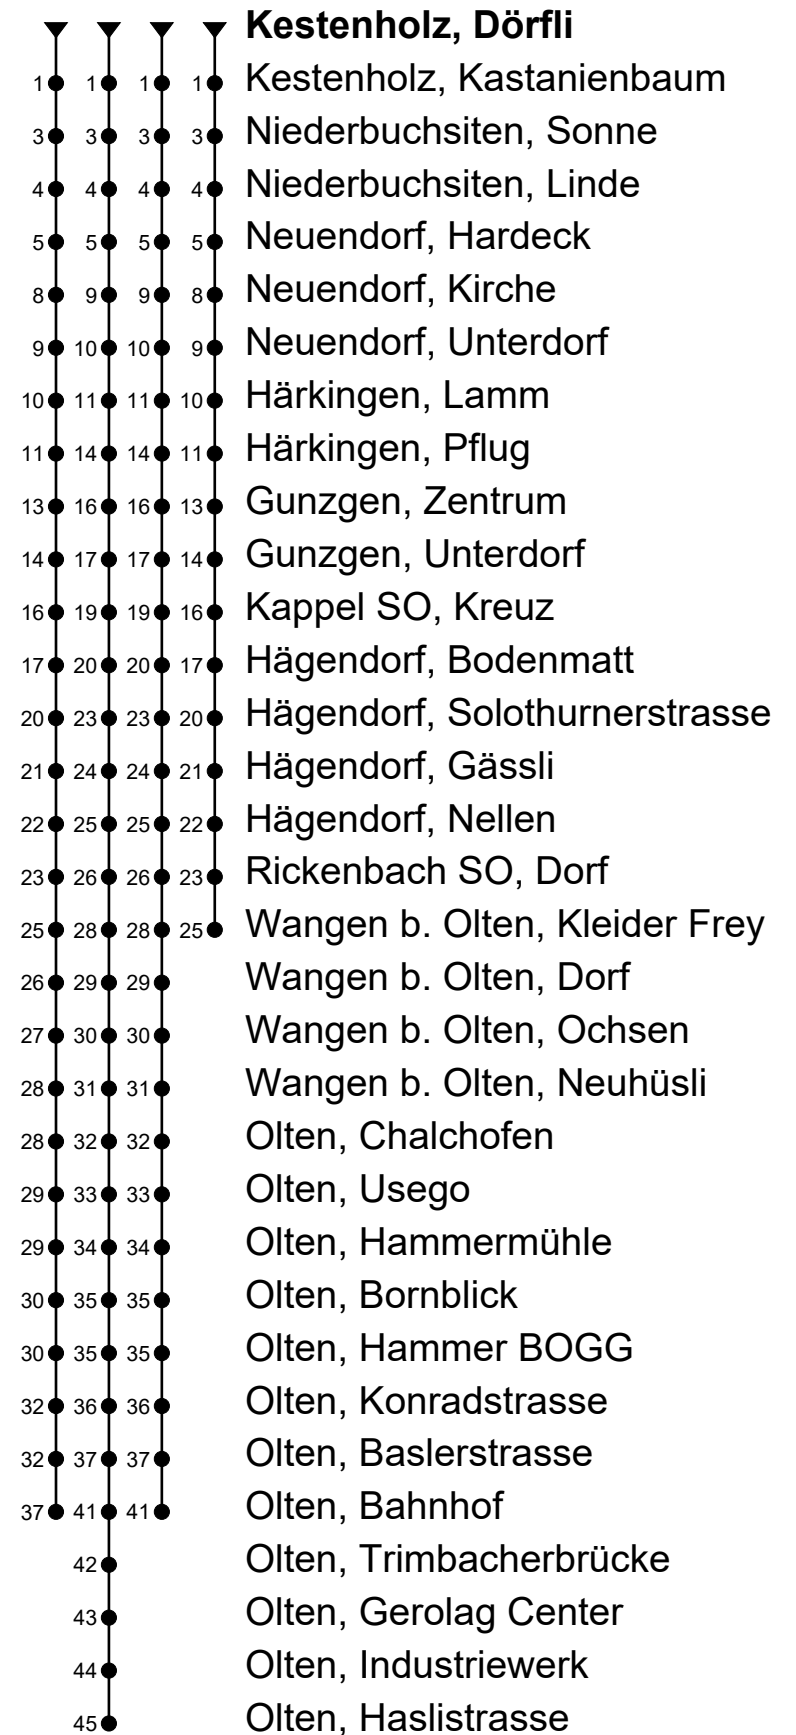 Kestenholz, Dörfli
1 1 1 1 Kestenholz, Kastanienbaum
3 3 3 3 Niederbuchsiten, Sonne
4 4 4 4 Niederbuchsiten, Linde
5 5 5 5 Neuendorf, Hardeck
8 9 9 8 Neuendorf, Kirche
9 10 10 9 Neuendorf, Unterdorf
10 11 11 10 Härkingen, Lamm
11 14 14 11 Härkingen, Pflug
13 16 16 13 Gunzgen, Zentrum
14 17 17 14 Gunzgen, Unterdorf
16 19 19 16 Kappel SO, Kreuz
17 20 20 17 Hägendorf, Bodenmatt
20 23 23 20 Hägendorf, Solothurnerstrasse
21 24 24 21 Hägendorf, Gässli
22 25 25 22 Hägendorf, Nellen
23 26 26 23 Rickenbach SO, Dorf
25 28 28 25 Wangen b. Olten, Kleider Frey
26 29 29 Wangen b. Olten, Dorf
27 30 30 Wangen b. Olten, Ochsen
28 31 31 Wangen b. Olten, Neuhüsli
28 32 32 Olten, Chalchofen
29 33 33 Olten, Usego
29 34 34 Olten, Hammermühle
30 35 35 Olten, Bornblick
30 35 35 Olten, Hammer BOGG
32 36 36 Olten, Konradstrasse
32 37 37 Olten, Baslerstrasse
37 41 41 Olten, Bahnhof
42 Olten, Trimbacherbrücke
43 Olten, Gerolag Center
44 Olten, Industriewerk
45 Olten, Haslistrasse